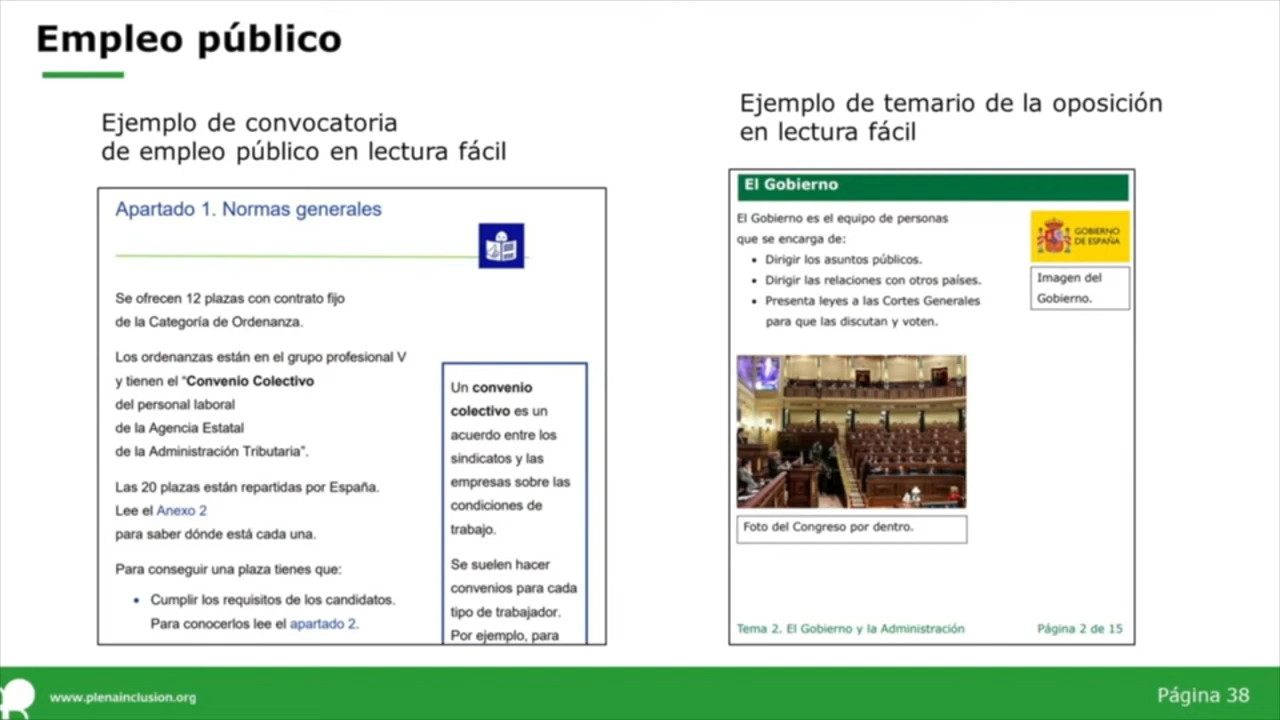 Empleo público
Ejemplo de convocatoria
de empleo público en lectura fácil
Apartado 1. Normas generales
Se ofrecen 12 plazas con contrato fijo
de la Categoría de Ordenanza.
Los ordenanzas están en el grupo profesional V
y tienen el “Convenio Colectivo
del personal laboral
de la Agencia Estatal
de la Administración Tributaria”.
Las 20 plazas están repartidas por España.
Lee el Anexo 2
para saber dónde está cada una.
Para conseguir una plaza tienes que:
• Cumplir los requisitos de los candidatos.
Para conocerlos lee el apartado 2.
Un convenio
colectivo es un
acuerdo entre los
sindicatos y las
empresas sobre las
condiciones de
trabajo.
Se suelen hacer
convenios para cada
tipo de trabajador.
Por ejemplo, para
Ejemplo de temario de la oposición
en lectura fácil
El Gobierno
El Gobierno es el equipo de personas
que se encarga de:
• Dirigir los asuntos públicos.
• Dirigir las relaciones con otros países.
• Presenta leyes a las Cortes Generales
para que las discutan y voten.
GOBIERNO
DE ESPAÑA
Imagen del
Gobierno.
Foto del Congreso por dentro.
Tema 2. El Gobierno y la Administración
Página 2 de 15
www.plenainclusion.org
Página 38